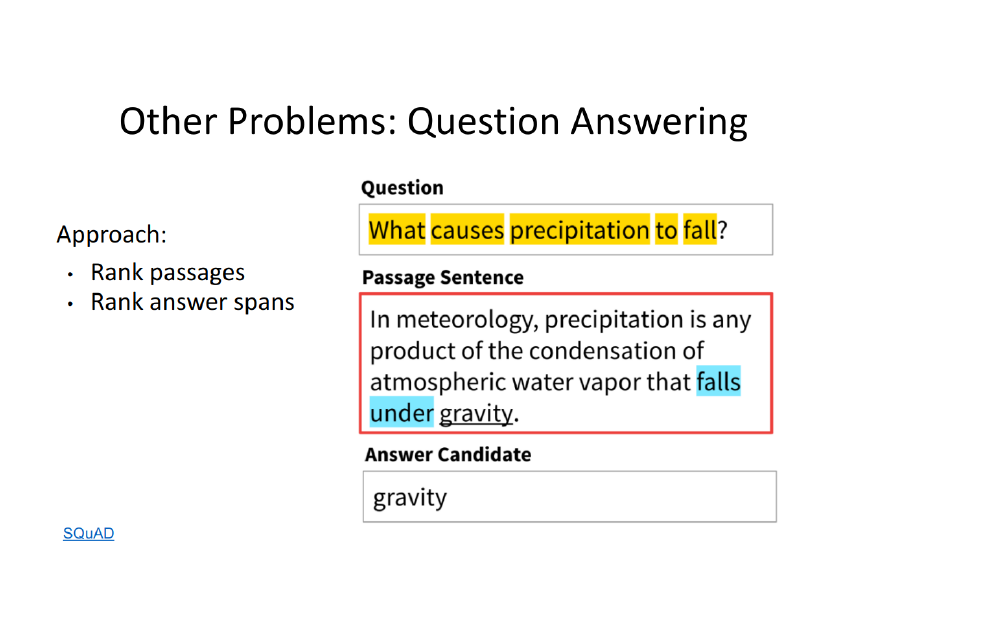 Other Problems: Question Answering
Approach:
• Rank passages
• Rank answer spans
Question
What causes precipitation to fall?
Passage Sentence
In meteorology, precipitation is any
product of the condensation of
atmospheric water vapor that falls
under gravity.
Answer Candidate
gravity
SQuAD